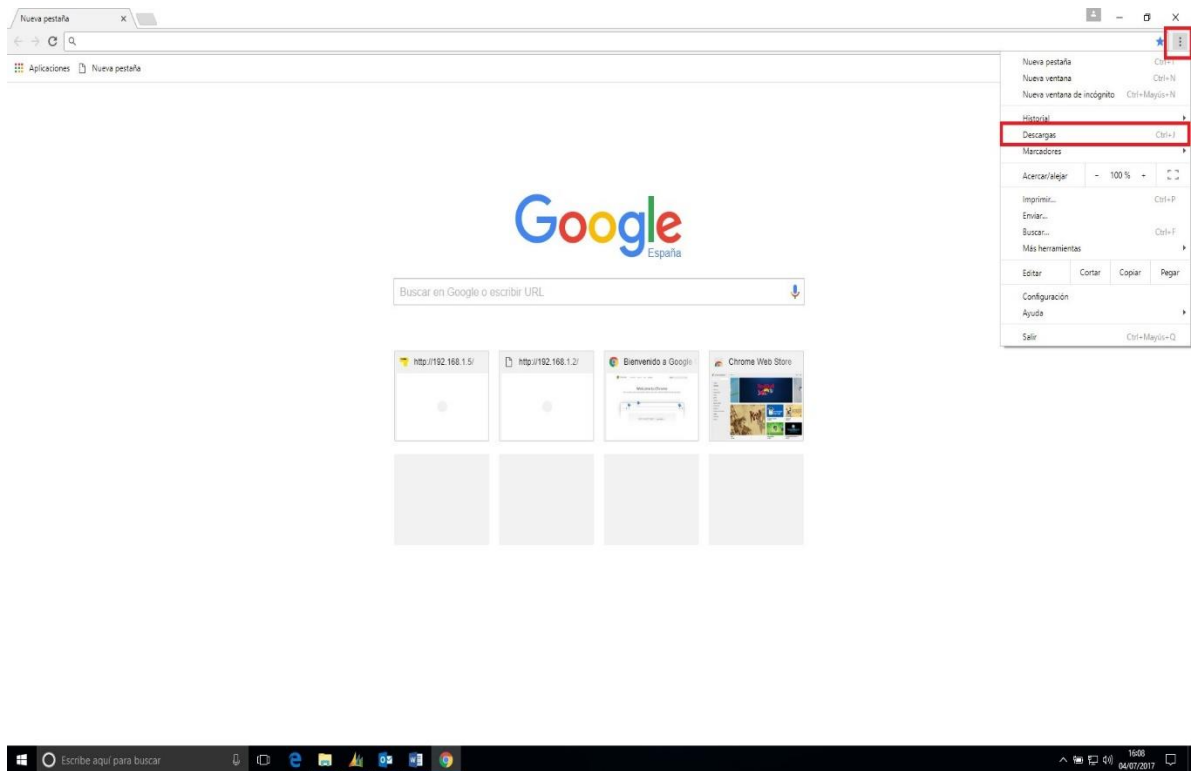 Nueva pestaña
Aplicaciones Nueva pestaña
Nueva pestaña Ctrl+T
Nueva ventana Ctrl+N
Nueva ventana de incógnito Ctrl+Mayús+N
Historial
Descargas Ctrl+J
Marcadores
Acercar/alejar - 100 % +
Imprimir... Ctrl+P
Enviar...
Buscar... Ctrl+F
Más herramientas
Editar Cortar Copiar Pegar
Configuración
Ayuda
Salir Ctrl+Mayús+Q
Google
España
Buscar en Google o escribir URL
http://192.168.1.5/ http://192.168.1.2/ Bienvenido a Google Chrome Web Store
Escribe aquí para buscar
16:08
04/07/2017